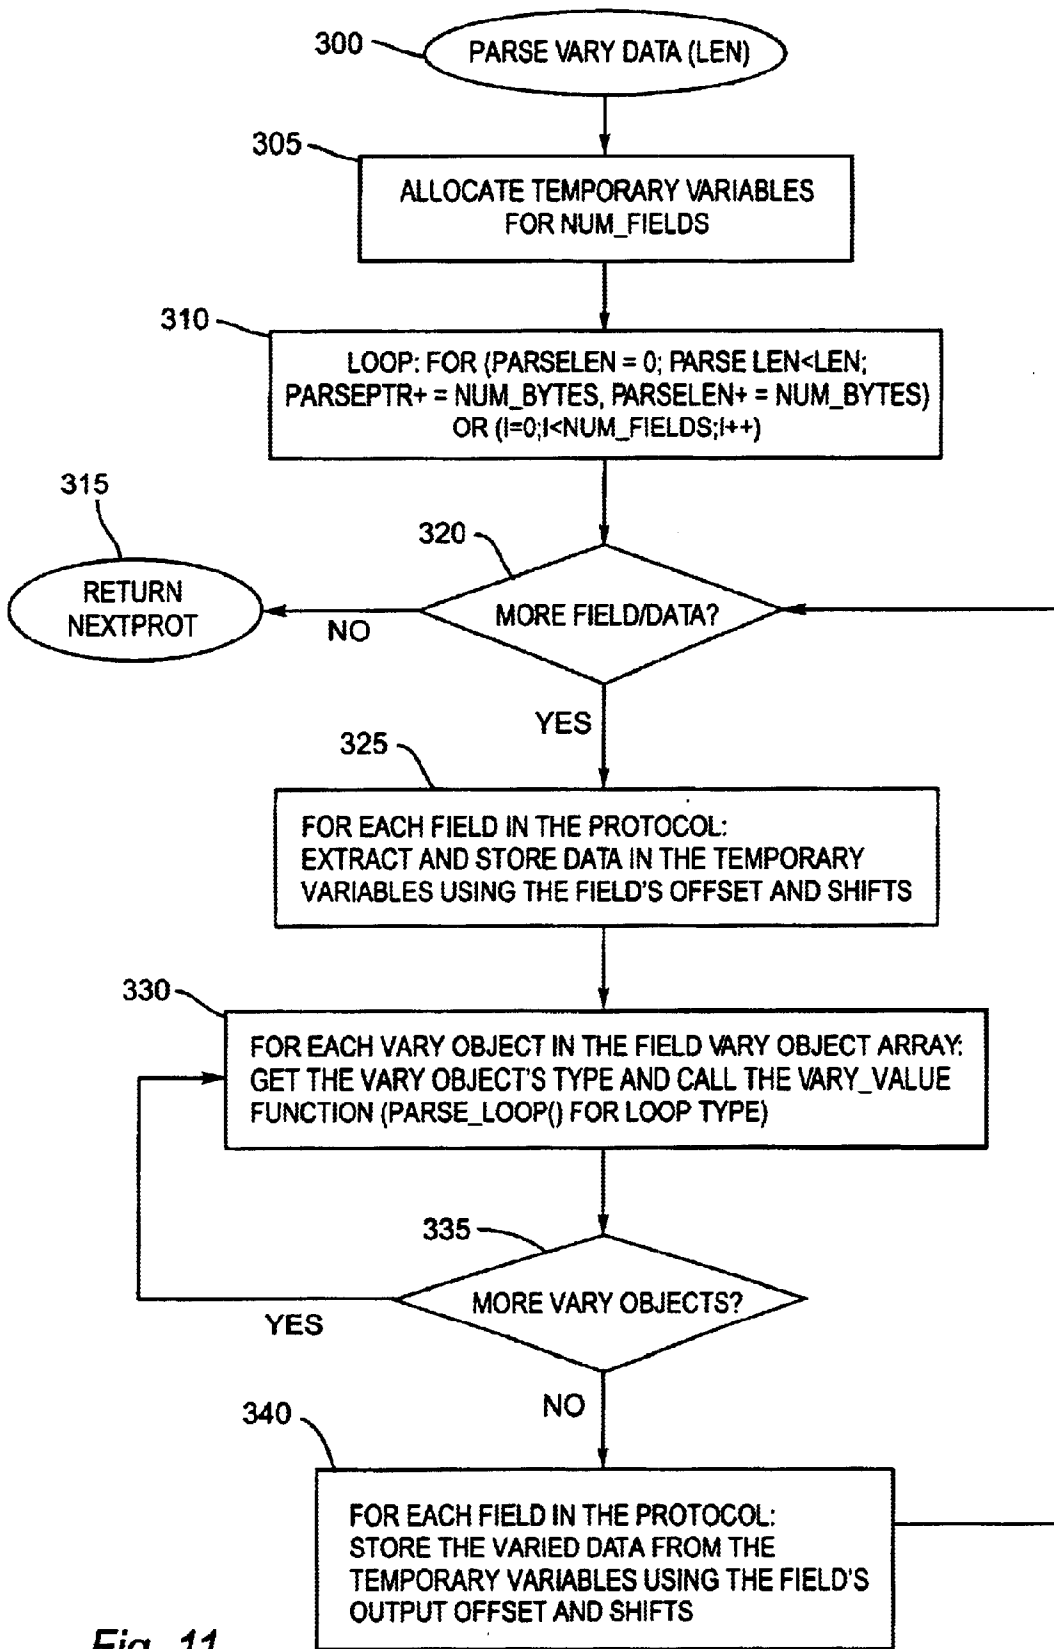 300
PARSE VARY DATA (LEN)
305
ALLOCATE TEMPORARY VARIABLES
FOR NUM_FIELDS
310
LOOP: FOR (PARSELEN = 0; PARSE LEN<LEN;
PARSEPTR+ = NUM_BYTES, PARSELEN+ = NUM_BYTES)
OR (I=0;I<NUM_FIELDS;I++)
315
RETURN
NEXTPROT
320
MORE FIELD/DATA?
NO
YES
325
FOR EACH FIELD IN THE PROTOCOL:
EXTRACT AND STORE DATA IN THE TEMPORARY
VARIABLES USING THE FIELD'S OFFSET AND SHIFTS
330
FOR EACH VARY OBJECT IN THE FIELD VARY OBJECT ARRAY:
GET THE VARY OBJECT'S TYPE AND CALL THE VARY_VALUE
FUNCTION (PARSE_LOOP() FOR LOOP TYPE)
335
MORE VARY OBJECTS?
YES
NO
340
FOR EACH FIELD IN THE PROTOCOL:
STORE THE VARIED DATA FROM THE
TEMPORARY VARIABLES USING THE FIELD'S
OUTPUT OFFSET AND SHIFTS
Fig. 11